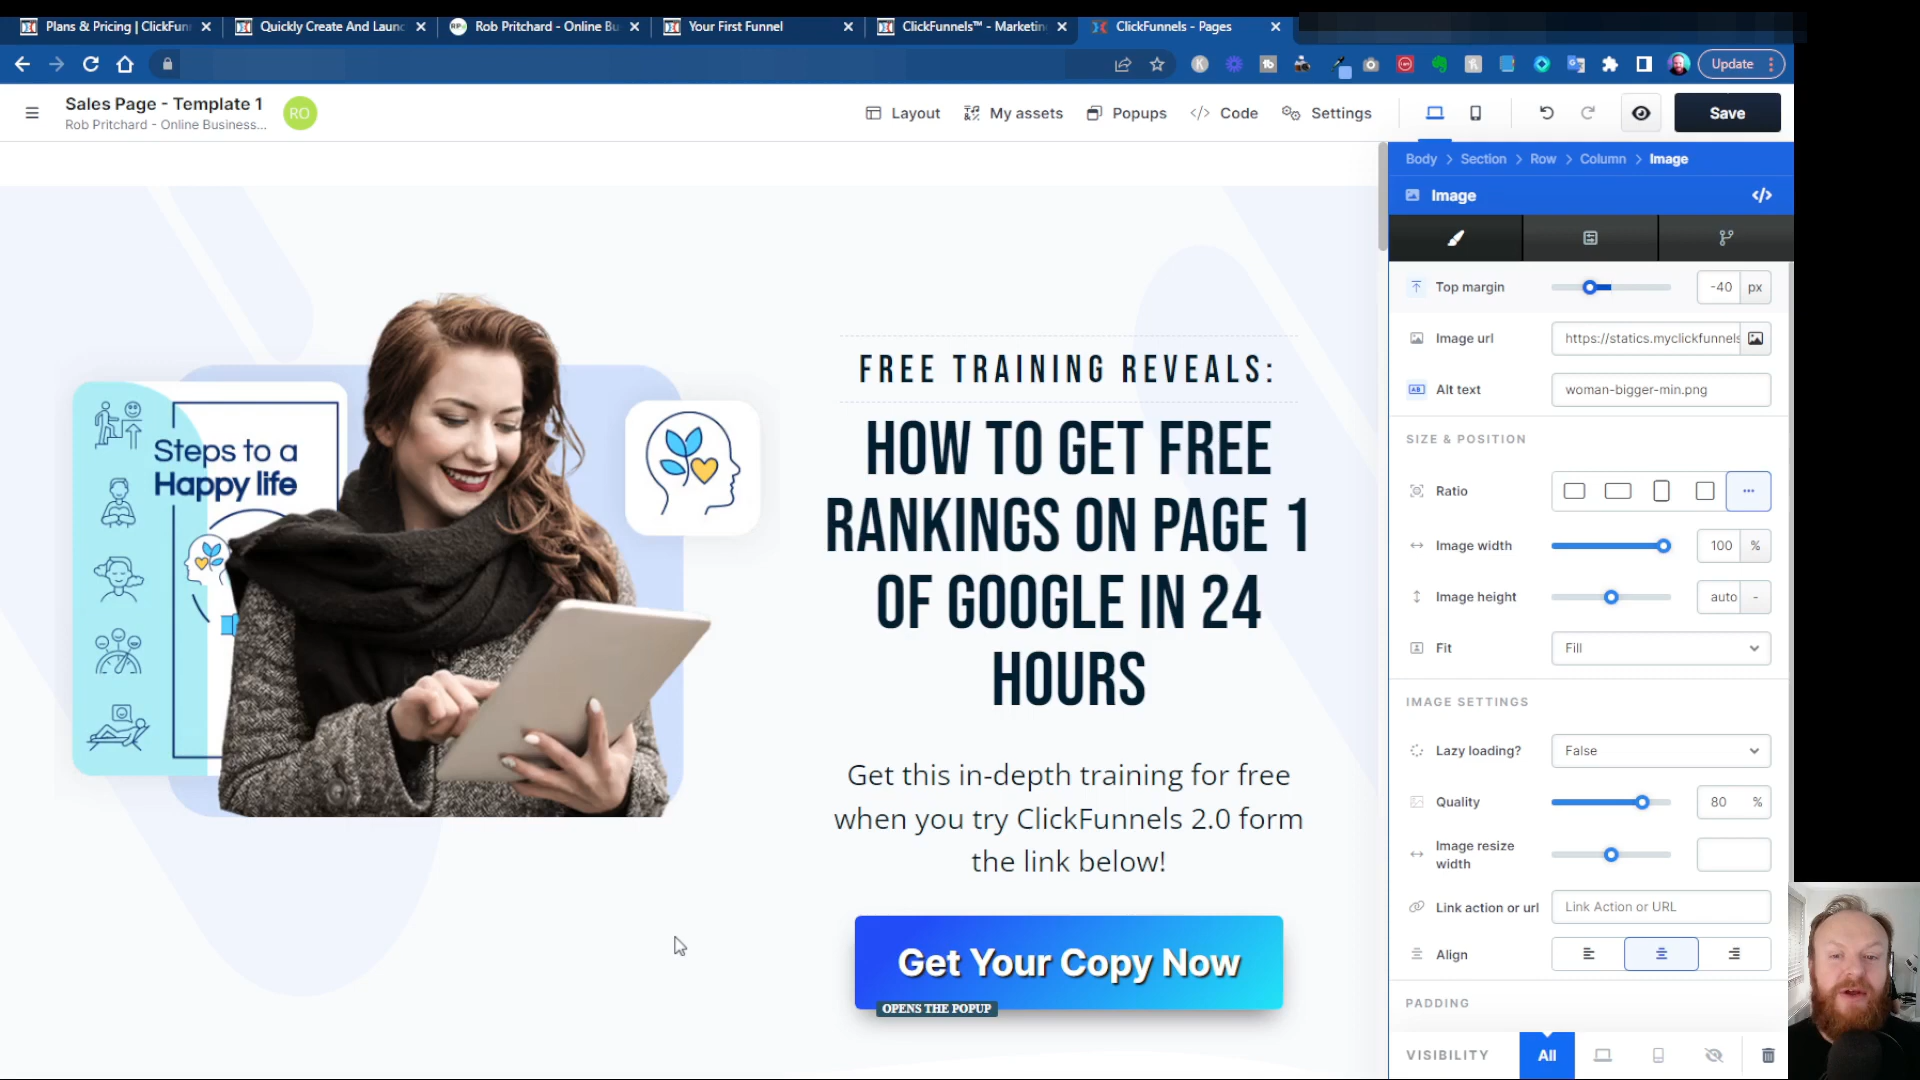 Plans & Pricing | ClickFun
Quickly Create And Launc
Rob Pritchard - Online Bu
Your First Funnel
ClickFunnels™ - Marketin
ClickFunnels - Pages
Update
Sales Page - Template 1
Rob Pritchard - Online Business...
RO
Layout
My assets
Popups
Code
Settings
Save
Body > Section > Row > Column > Image
Image
Top margin
-40 px
Image url
https://statics.myclickfunnels
Alt text
woman-bigger-min.png
SIZE & POSITION
Ratio
Image width
100 %
Image height
auto -
Fit
Fill
IMAGE SETTINGS
Lazy loading?
False
Quality
80 %
Image resize
width
Link action or url
Link Action or URL
Align
PADDING
VISIBILITY
All
Steps to a
Happy life
FREE TRAINING REVEALS:
HOW TO GET FREE
RANKINGS ON PAGE 1
OF GOOGLE IN 24
HOURS
Get this in-depth training for free
when you try ClickFunnels 2.0 form
the link below!
Get Your Copy Now
OPENS THE POPUP